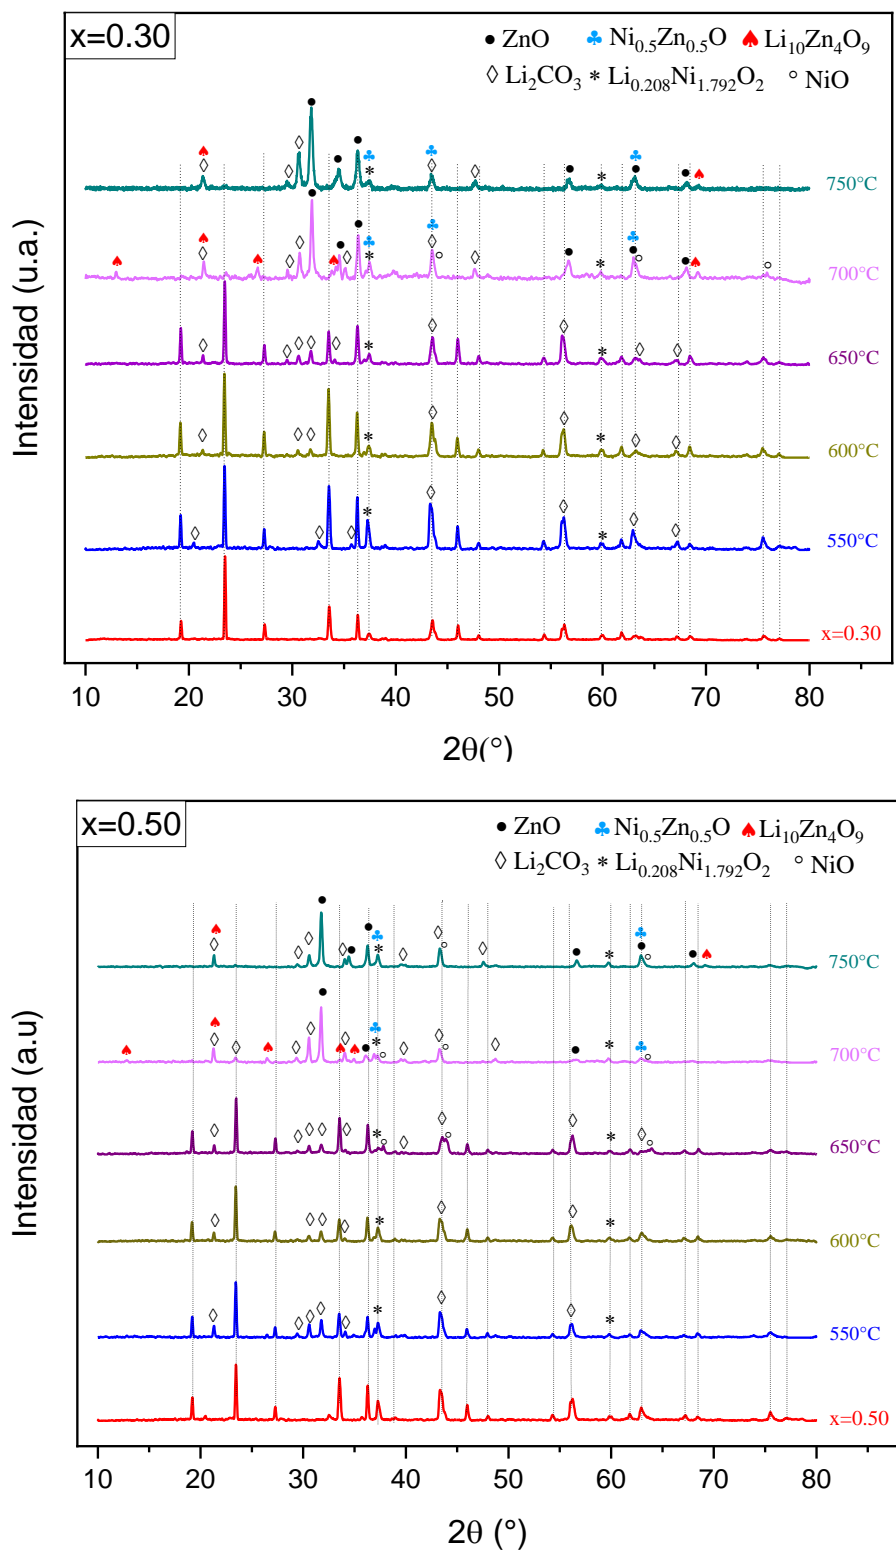 x=0.30
● ZnO ♣ Ni0.5Zn0.5O ♠ Li10Zn4O9
◊ Li2CO3 * Li0.208Ni1.792O2 ° NiO
Intensidad (u.a.)
750°C
700°C
650°C
600°C
550°C
x=0.30
10 20 30 40 50 60 70 80
2θ(°)
x=0.50
● ZnO ♣ Ni0.5Zn0.5O ♠ Li10Zn4O9
◊ Li2CO3 * Li0.208Ni1.792O2 ° NiO
Intensidad (a.u)
750°C
700°C
650°C
600°C
550°C
x=0.50
10 20 30 40 50 60 70 80
2θ (°)